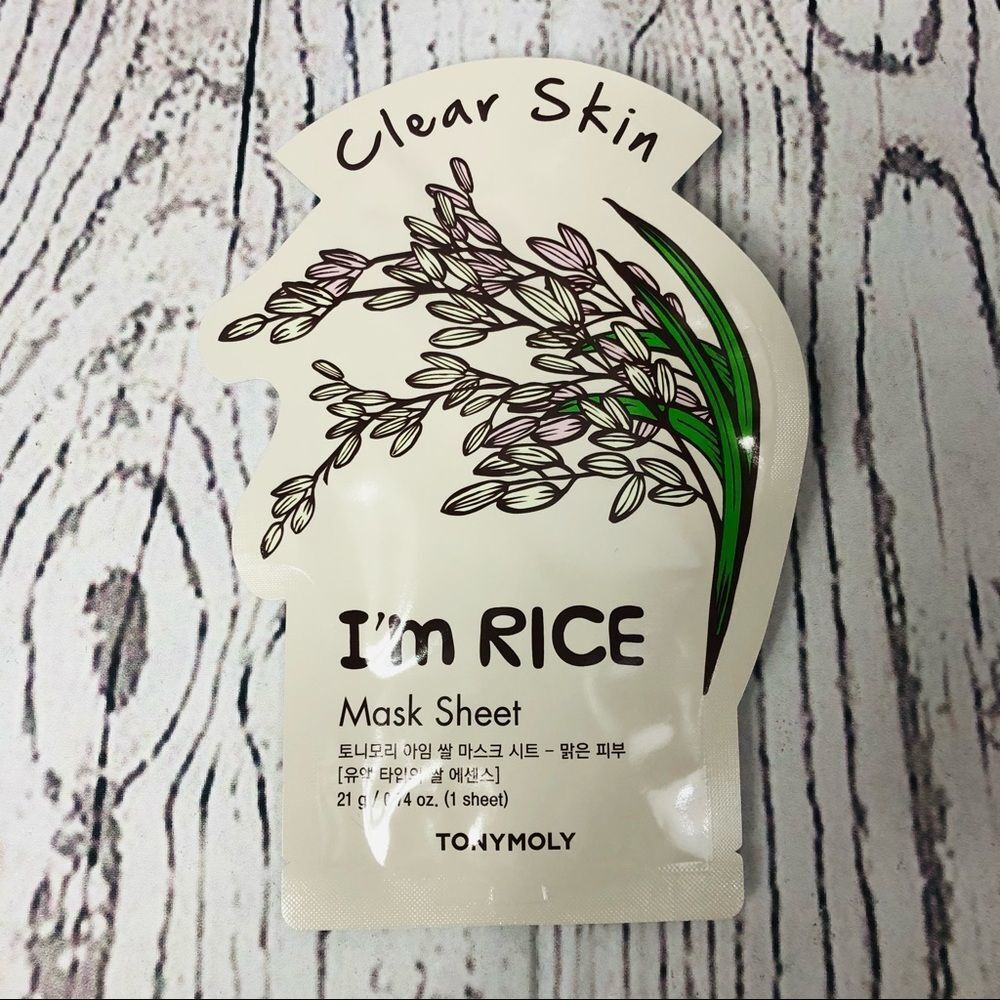 Clear Skin
I'm RICE
Mask Sheet
토니모리 아임 쌀 마스크 시트 - 맑은 피부
[유액 타입의 쌀 에센스]
21 g / 0.74 oz. (1 sheet)
TONYMOLY